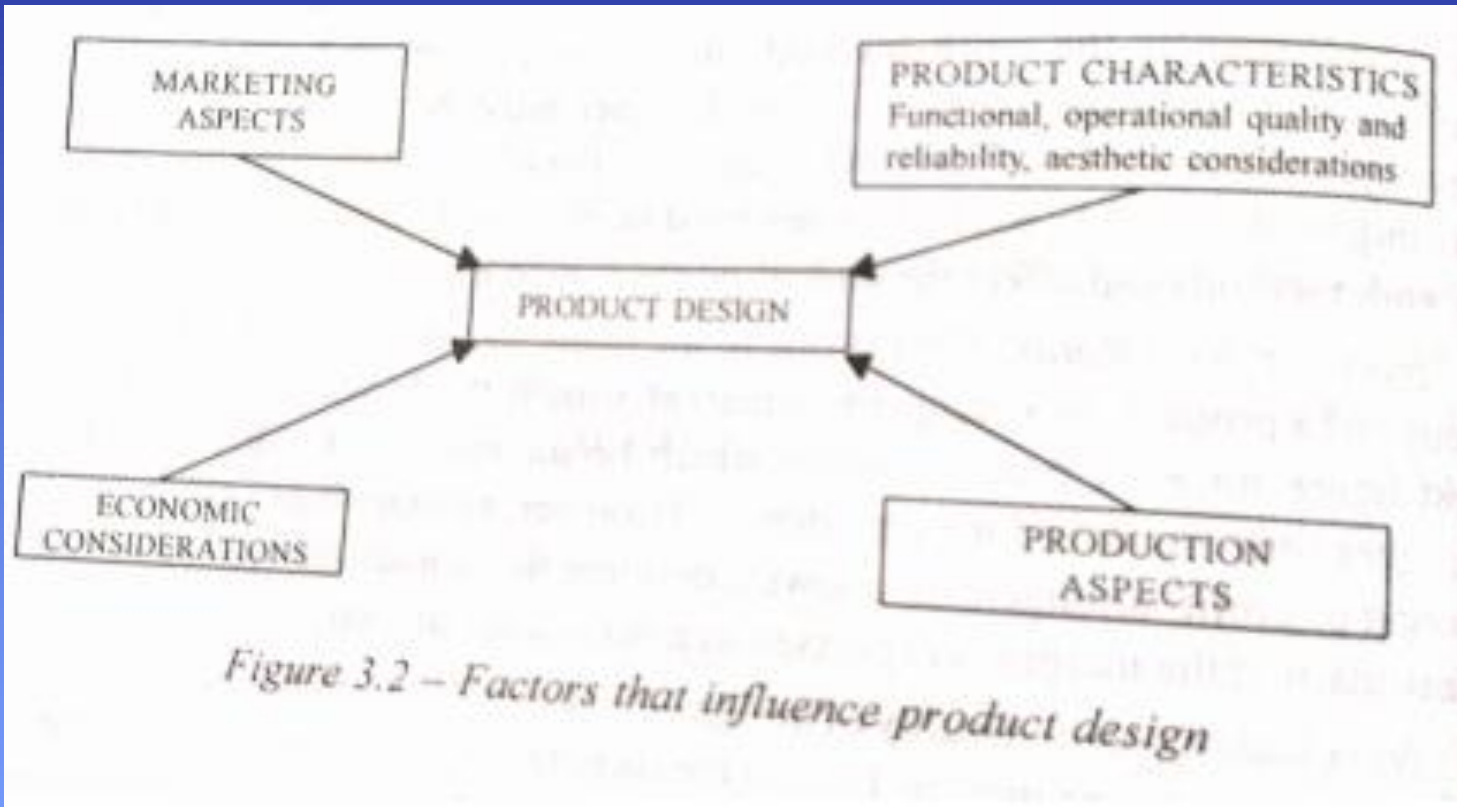 MARKETING
ASPECTS
PRODUCT CHARACTERISTICS
Functional, operational quality and
reliability, aesthetic considerations
PRODUCT DESIGN
ECONOMIC
CONSIDERATIONS
PRODUCTION
ASPECTS
Figure 3.2 – Factors that influence product design